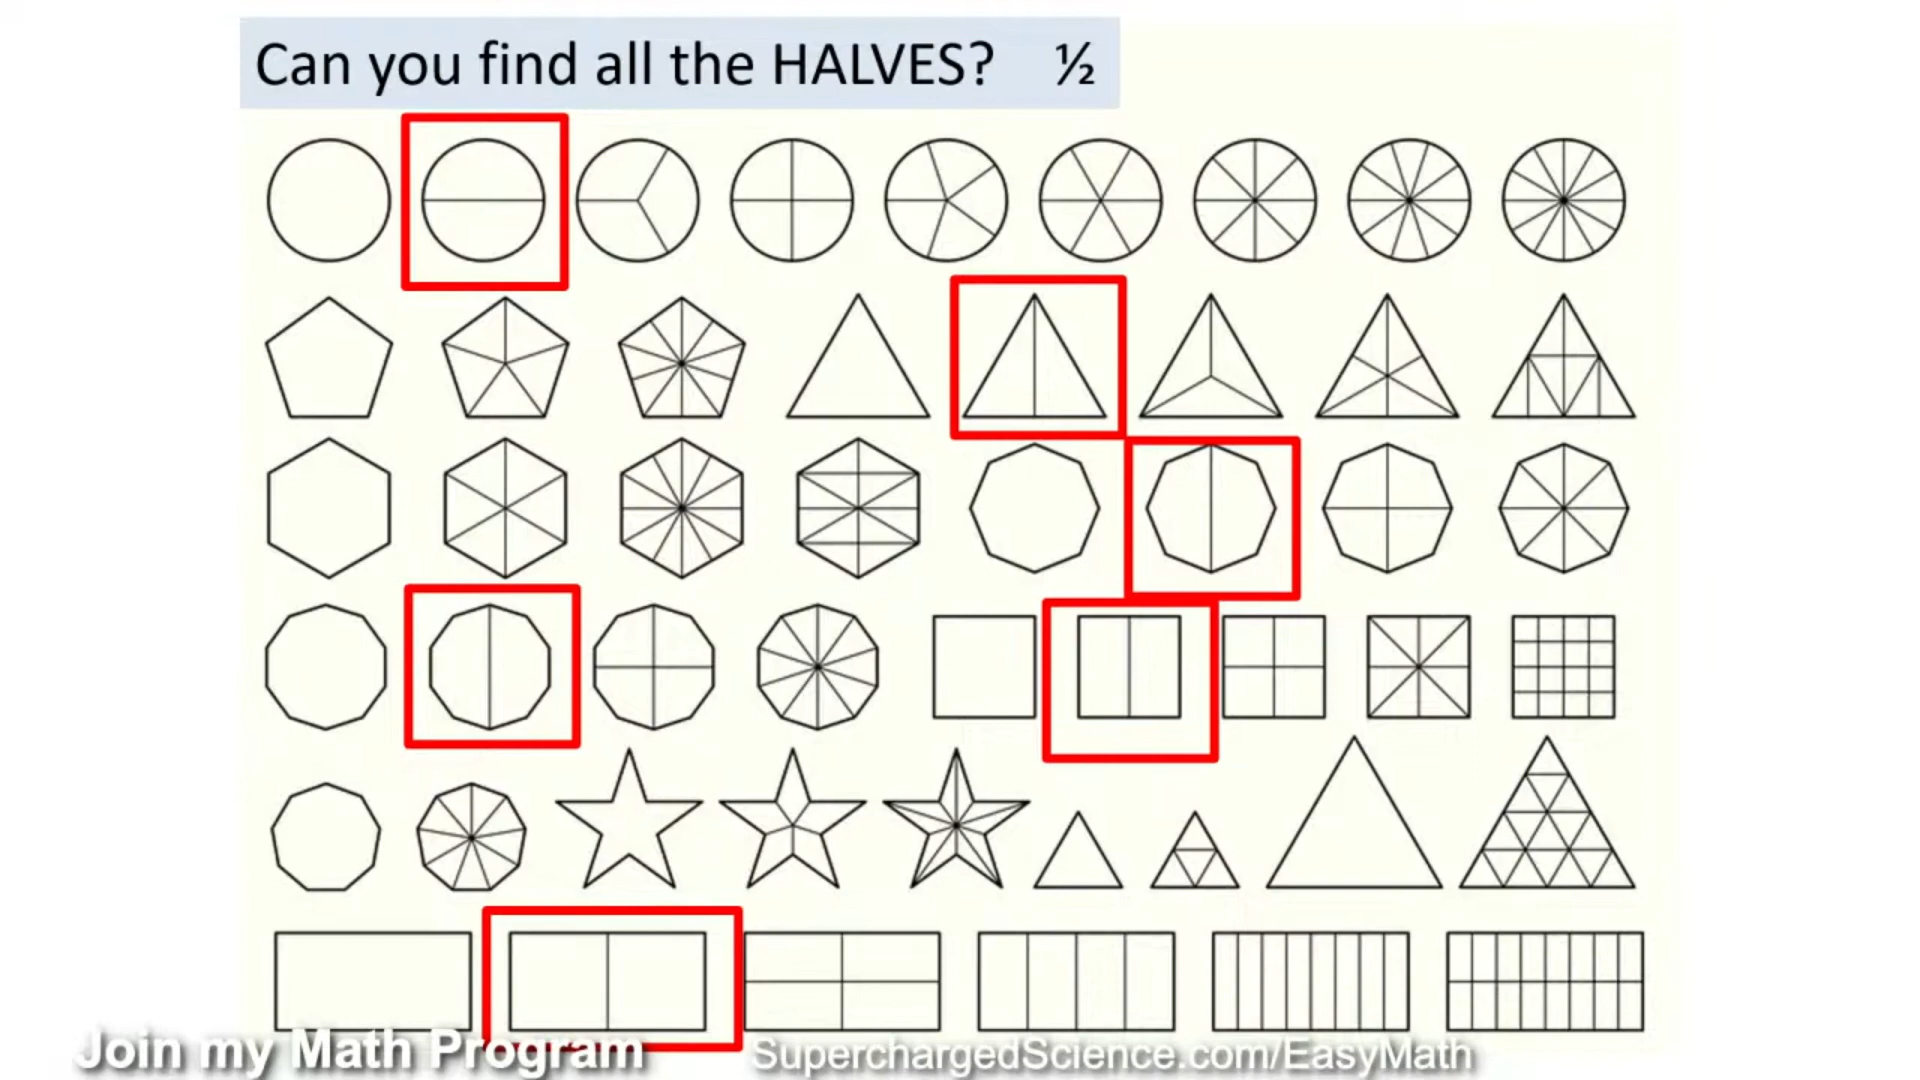 Can you find all the HALVES? ½
Join my Math Program SuperchargedScience.com/EasyMath